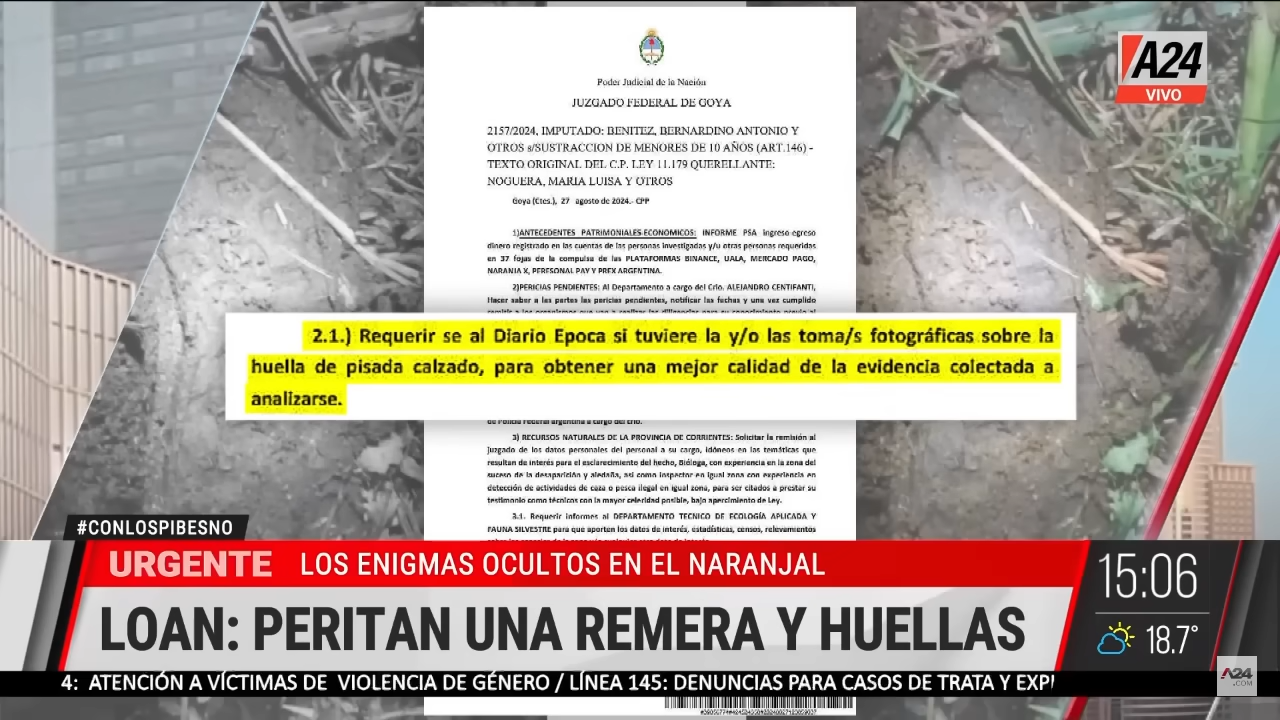 A24
VIVO
Poder Judicial de la Nación
JUZGADO FEDERAL DE GOYA
2157/2024, IMPUTADO: BENITEZ, BERNARDINO ANTONIO Y
OTROS s/SUSTRACCION DE MENORES DE 10 AÑOS (ART.146) -
TEXTO ORIGINAL DEL C.P. LEY 11.179 QUERELLANTE:
NOGUERA, MARIA LUISA Y OTROS
Goya (Ctes.), 27 agosto de 2024.- CPP
1)ANTECEDENTES PATRIMONIALES-ECONOMICOS: INFORME PSA ingreso-egreso
dinero registrado en las cuentas de las personas investigadas y/u otras personas requeridas
en 37 fojas de la compulsa de las PLATAFORMAS BINANCE, UALA, MERCADO PAGO,
NARANJA X, PERESONAL PAY Y PREX ARGENTINA.
2)PERICIAS PENDIENTES: Al Departamento a cargo del Crio. ALEJANDRO CENTIFANTI,
Hacer saber a las partes las pericias pendientes, notificar las fechas y una vez cumplido
2.1.) Requerir se al Diario Epoca si tuviere la y/o las toma/s fotográficas sobre la
huella de pisada calzado, para obtener una mejor calidad de la evidencia colectada a
analizarse.
de Policia Federal argentina a cargo del Crio.
3) RECURSOS NATURALES DE LA PROVINCIA DE CORRIENTES: Solicitar la remisión al
Juzgado de los datos personales del personal a su cargo, idóneos en las temáticas que
resultan de interés para el esclarecimiento del hecho, Bióloga, con experiencia en la zona del
suceso de la desaparición y aledaña, asi como inspector en igual zona con experiencia en
detección de actividades de caza o pesca ilegal en igual zona, para ser citados a prestar su
testimonio como técnicos con la mayor celeridad posible, bajo apercimiento de Ley.
3.1. Requerir informes al DEPARTAMENTO TECNICO DE ECOLOGÍA APLICADA Y
FAUNA SILVESTRE para que aporten los datos de interés, estadísticas, censos, relevamientos
#CONLOSPIBESNO
URGENTE LOS ENIGMAS OCULTOS EN EL NARANJAL
LOAN: PERITAN UNA REMERA Y HUELLAS
15:06
18.7°
4: ATENCIÓN A VÍCTIMAS DE VIOLENCIA DE GÉNERO / LÍNEA 145: DENUNCIAS PARA CASOS DE TRATA Y EXPL
A24
.COM